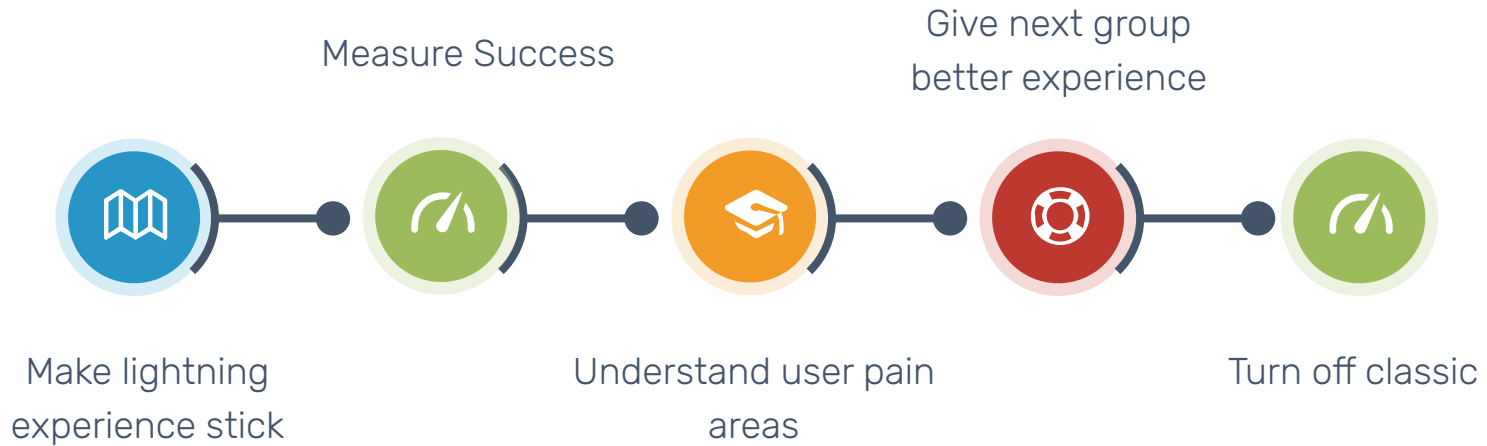 Make lightning
experience stick
Measure Success
Understand user pain
areas
Give next group
better experience
Turn off classic